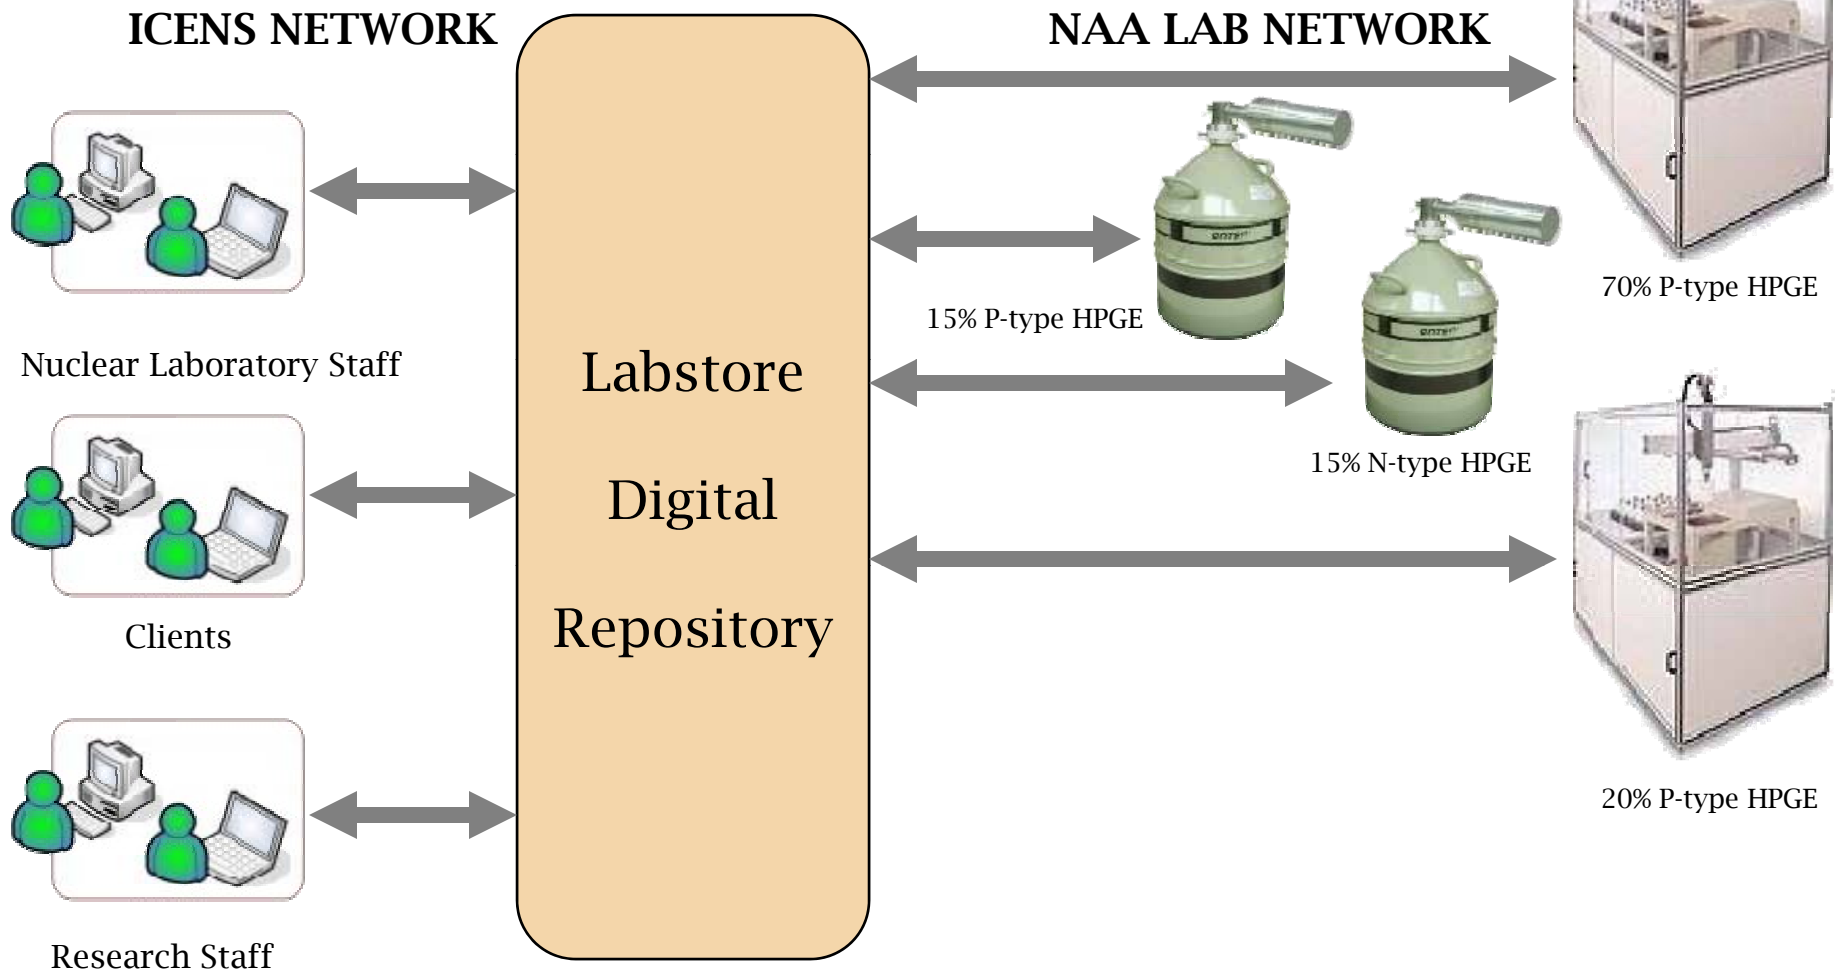 ICENS NETWORK
NAA LAB NETWORK
Nuclear Laboratory Staff
Clients
Research Staff
Labstore
Digital
Repository
70% P-type HPGE
15% P-type HPGE
15% N-type HPGE
20% P-type HPGE